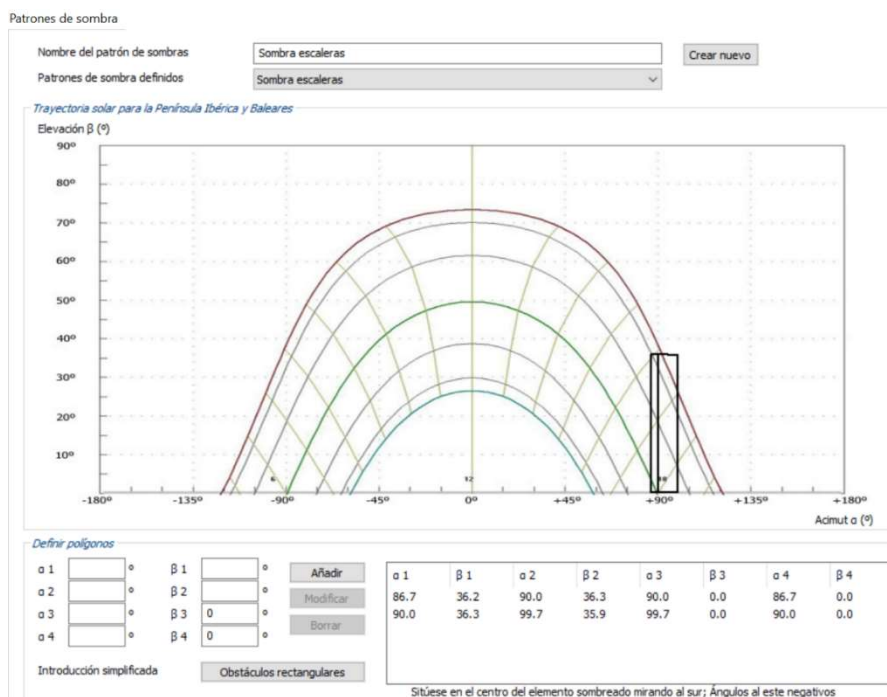 Patrones de sombra
Nombre del patrón de sombras Sombra escaleras Crear nuevo
Patrones de sombra definidos Sombra escaleras
Trayectoria solar para la Península Ibérica y Baleares
Elevación β (º)
90º
80º
70º
60º
50º
40º
30º
20º
10º
6 12 18
-180º -135º -90º -45º 0º +45º +90º +135º +180º
Acimut α (º)
Definir polígonos
α 1 º β 1 º Añadir
α 2 º β 2 º Modificar
α 3 º β 3 0 º Borrar
α 4 º β 4 0 º
Introducción simplificada Obstáculos rectangulares
α 1 β 1 α 2 β 2 α 3 β 3 α 4 β 4
86.7 36.2 90.0 36.3 90.0 0.0 86.7 0.0
90.0 36.3 99.7 35.9 99.7 0.0 90.0 0.0
Sitúese en el centro del elemento sombreado mirando al sur; Ángulos al este negativos